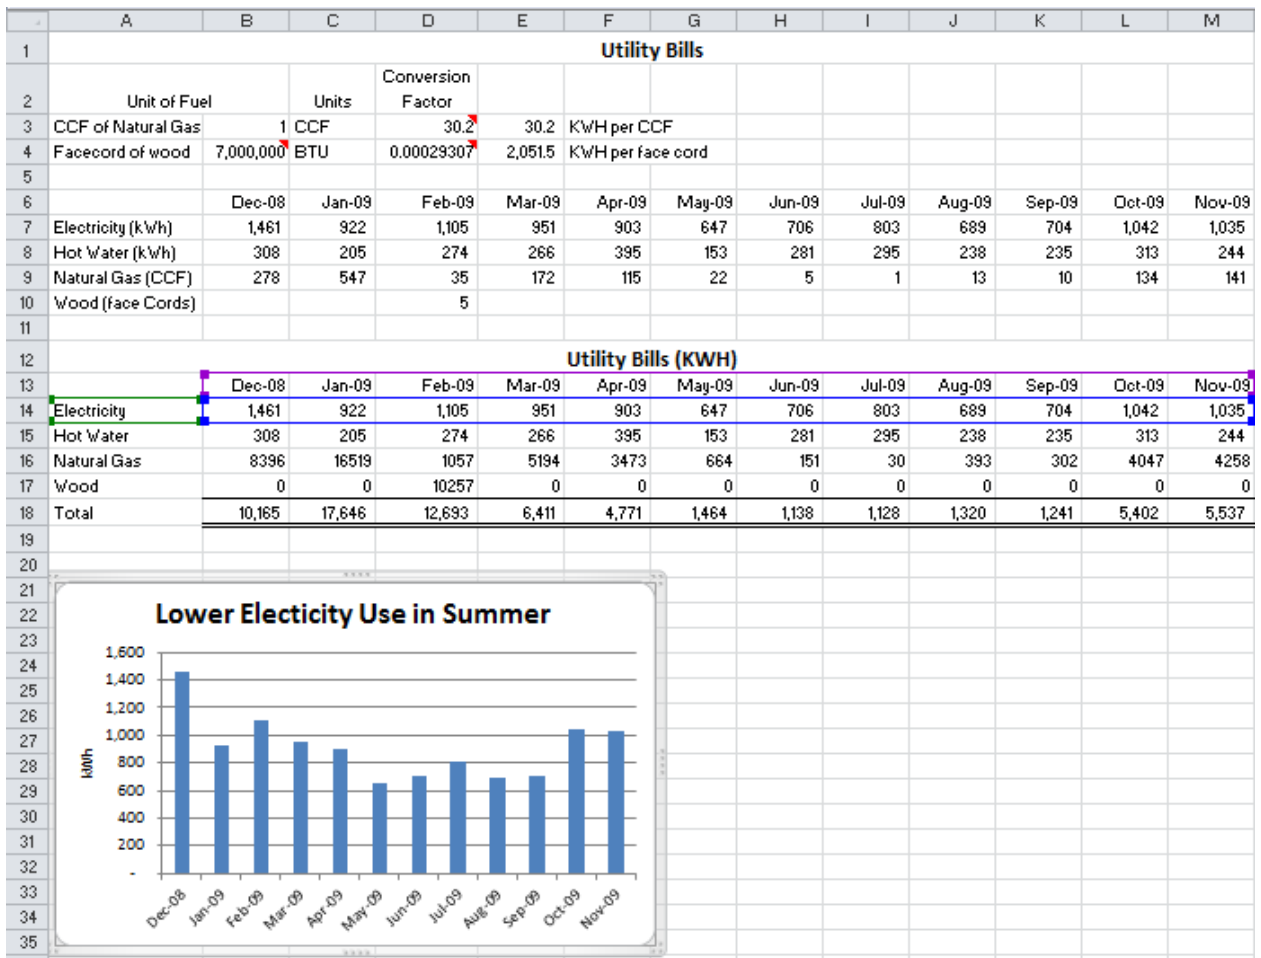 A B C D E F G H I J K L M
1 Utility Bills
Conversion
2 Unit of Fuel Units Factor
3 CCF of Natural Gas 1 CCF 30.2 30.2 KWH per CCF
4 Facecord of wood 7,000,000 BTU 0.00029307 2,051.5 KWH per face cord
5
6 Dec-08 Jan-09 Feb-09 Mar-09 Apr-09 May-09 Jun-09 Jul-09 Aug-09 Sep-09 Oct-09 Nov-09
7 Electricity (kWh) 1,461 922 1,105 951 903 647 706 803 689 704 1,042 1,035
8 Hot Water (kWh) 308 205 274 266 395 153 281 295 238 235 313 244
9 Natural Gas (CCF) 278 547 35 172 115 22 5 1 13 10 134 141
10 Wood (face Cords) 5
11
12 Utility Bills (KWH)
13 Dec-08 Jan-09 Feb-09 Mar-09 Apr-09 May-09 Jun-09 Jul-09 Aug-09 Sep-09 Oct-09 Nov-09
14 Electricity 1,461 922 1,105 951 903 647 706 803 689 704 1,042 1,035
15 Hot Water 308 205 274 266 395 153 281 295 238 235 313 244
16 Natural Gas 8396 16519 1057 5194 3473 664 151 30 393 302 4047 4258
17 Wood 0 0 10257 0 0 0 0 0 0 0 0 0
18 Total 10,165 17,646 12,693 6,411 4,771 1,464 1,138 1,128 1,320 1,241 5,402 5,537
19
20
21
22 Lower Electicity Use in Summer
23
1,600
24
1,400
25
1,200
26
1,000
27
kWh
800
28
600
29
400
30
200
31
-
32
33
Dec-08 Jan-09 Feb-09 Mar-09 Apr-09 May-09 Jun-09 Jul-09 Aug-09 Sep-09 Oct-09 Nov-09
34
35